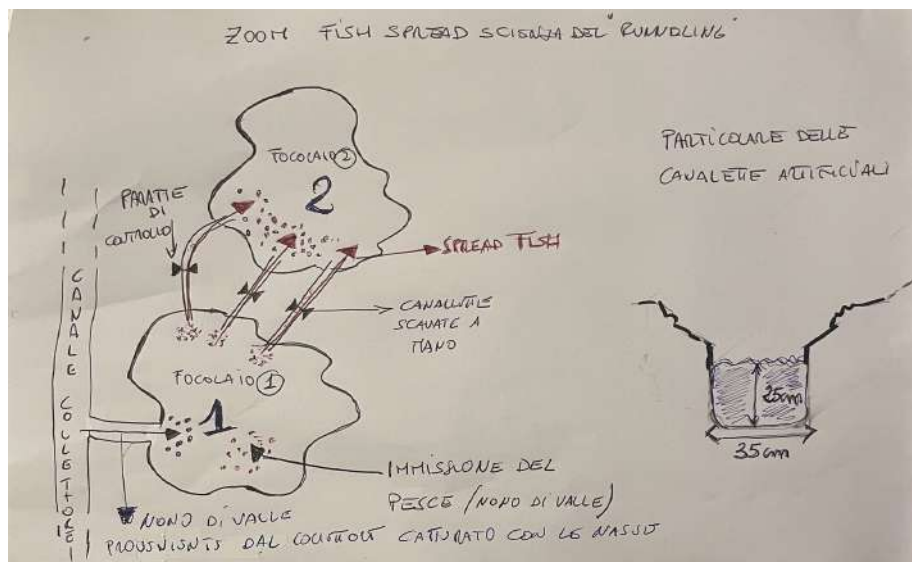 ZOOM FISH SPREAD SCIENZA DEL "RUNNELING"
FOCOLAIO 2
2
PARATIE
DI
CONTROLLO
SPREAD FISH
CANALETTE
SCAVATE A
MANO
FOCOLAIO 1
1
CANALE COLLETTORE
IMMISSIONE DEL
PESCE (NONO DI VALLE)
NONO DI VALLE
DAL CATTURATO CON LE NASSE
PARTICOLARE DELLE
CANALETTE ARTIFICIALI
25cm
35cm